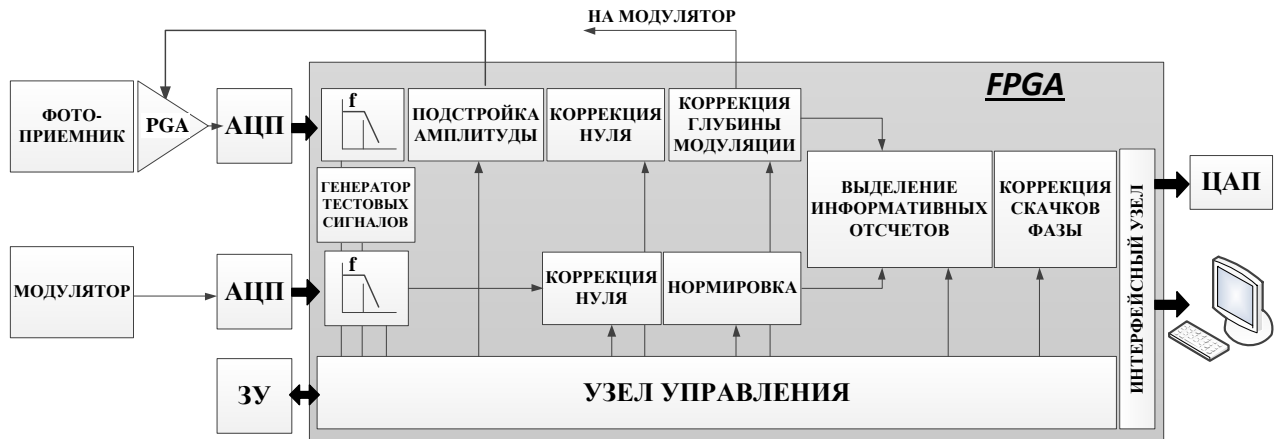 НА МОДУЛЯТОР
FPGA
ФОТО-
ПРИЕМНИК
PGA
АЦП
f
ПОДСТРОЙКА
АМПЛИТУДЫ
КОРРЕКЦИЯ
НУЛЯ
КОРРЕКЦИЯ
ГЛУБИНЫ
МОДУЛЯЦИИ
ГЕНЕРАТОР
ТЕСТОВЫХ
СИГНАЛОВ
ВЫДЕЛЕНИЕ
ИНФОРМАТИВНЫХ
ОТСЧЕТОВ
КОРРЕКЦИЯ
СКАЧКОВ
ФАЗЫ
ИНТЕРФЕЙСНЫЙ УЗЕЛ
ЦАП
МОДУЛЯТОР
АЦП
f
КОРРЕКЦИЯ
НУЛЯ
НОРМИРОВКА
ЗУ
УЗЕЛ УПРАВЛЕНИЯ